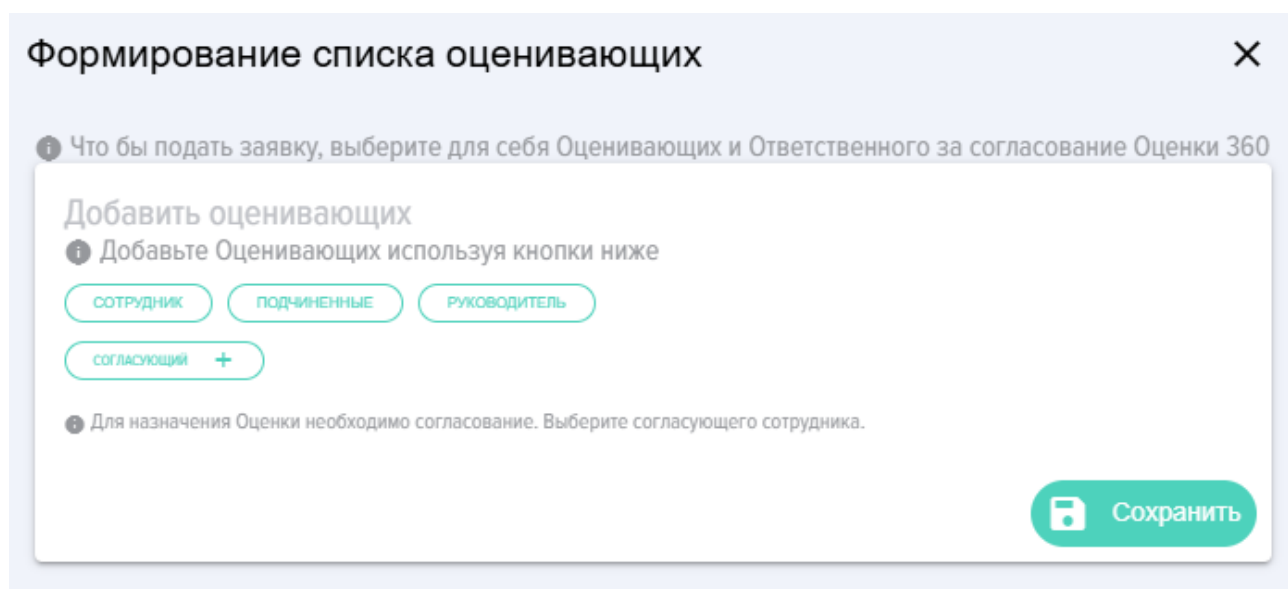 Формирование списка оценивающих
Что бы подать заявку, выберите для себя Оценивающих и Ответственного за согласование Оценки 360
Добавить оценивающих
Добавьте Оценивающих используя кнопки ниже
СОТРУДНИК ПОДЧИНЕННЫЕ РУКОВОДИТЕЛЬ
СОГЛАСУЮЩИЙ +
Для назначения Оценки необходимо согласование. Выберите согласующего сотрудника.
Сохранить